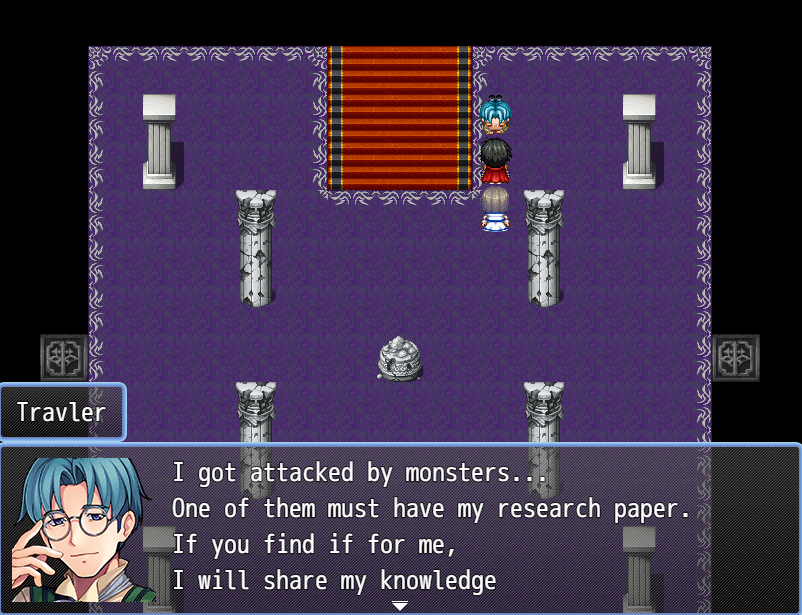 Travler
I got attacked by monsters...
One of them must have my research paper.
If you find if for me,
I will share my knowledge